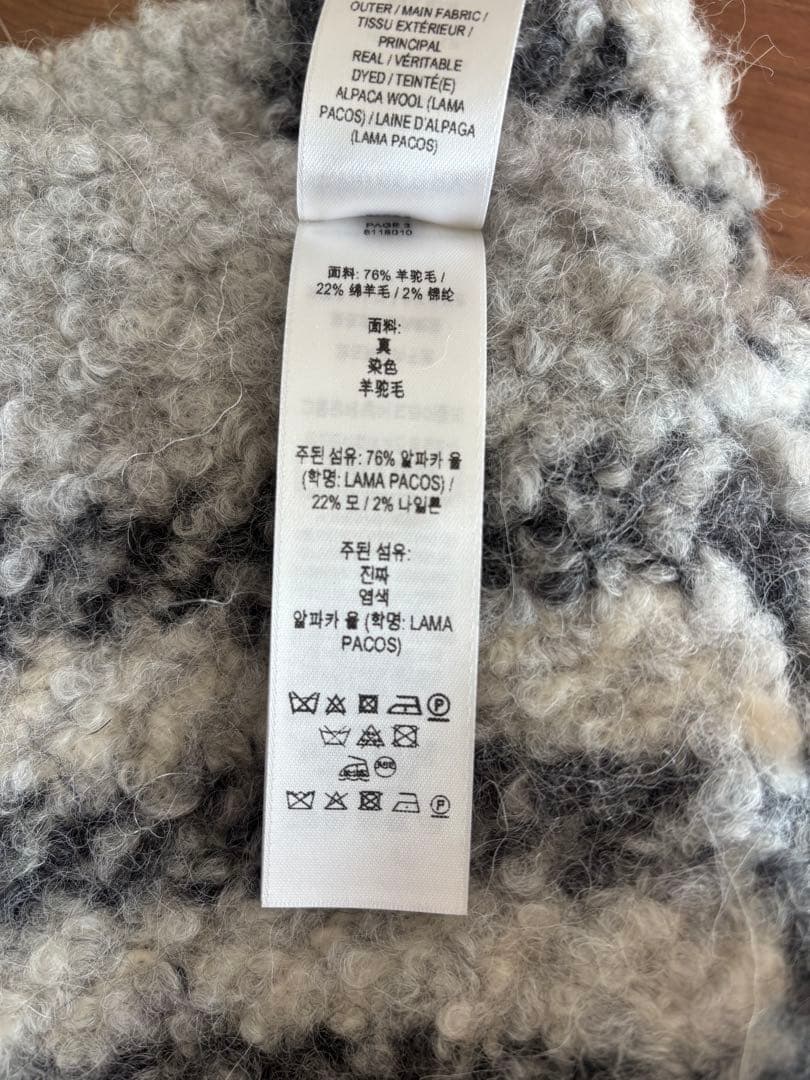 OUTER / MAIN FABRIC /
TISSU EXTÉRIEUR /
PRINCIPAL
REAL / VÉRITABLE
DYED / TEINTÉ(E)
ALPACA WOOL (LAMA
PACOS) / LAINE D'ALPAGA
(LAMA PACOS)
PAGE 3
8118010
面料: 76% 羊驼毛 /
22% 绵羊毛 / 2% 锦纶
面料:
真
染色
羊驼毛
주된 섬유: 76% 알파카 울
(학명: LAMA PACOS) /
22% 모 / 2% 나일론
주된 섬유:
진짜
염색
알파카 울 (학명: LAMA
PACOS)
P
P